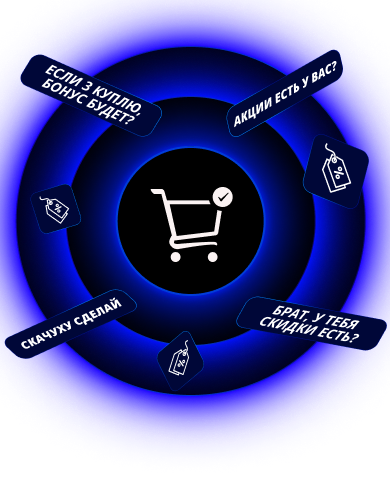 ЕСЛИ 3 КУПЛЮ,
БОНУС БУДЕТ?
АКЦИИ ЕСТЬ У ВАС?
%
%
СКАЧУХУ СДЕЛАЙ
БРАТ, У ТЕБЯ
СКИДКИ ЕСТЬ?
%